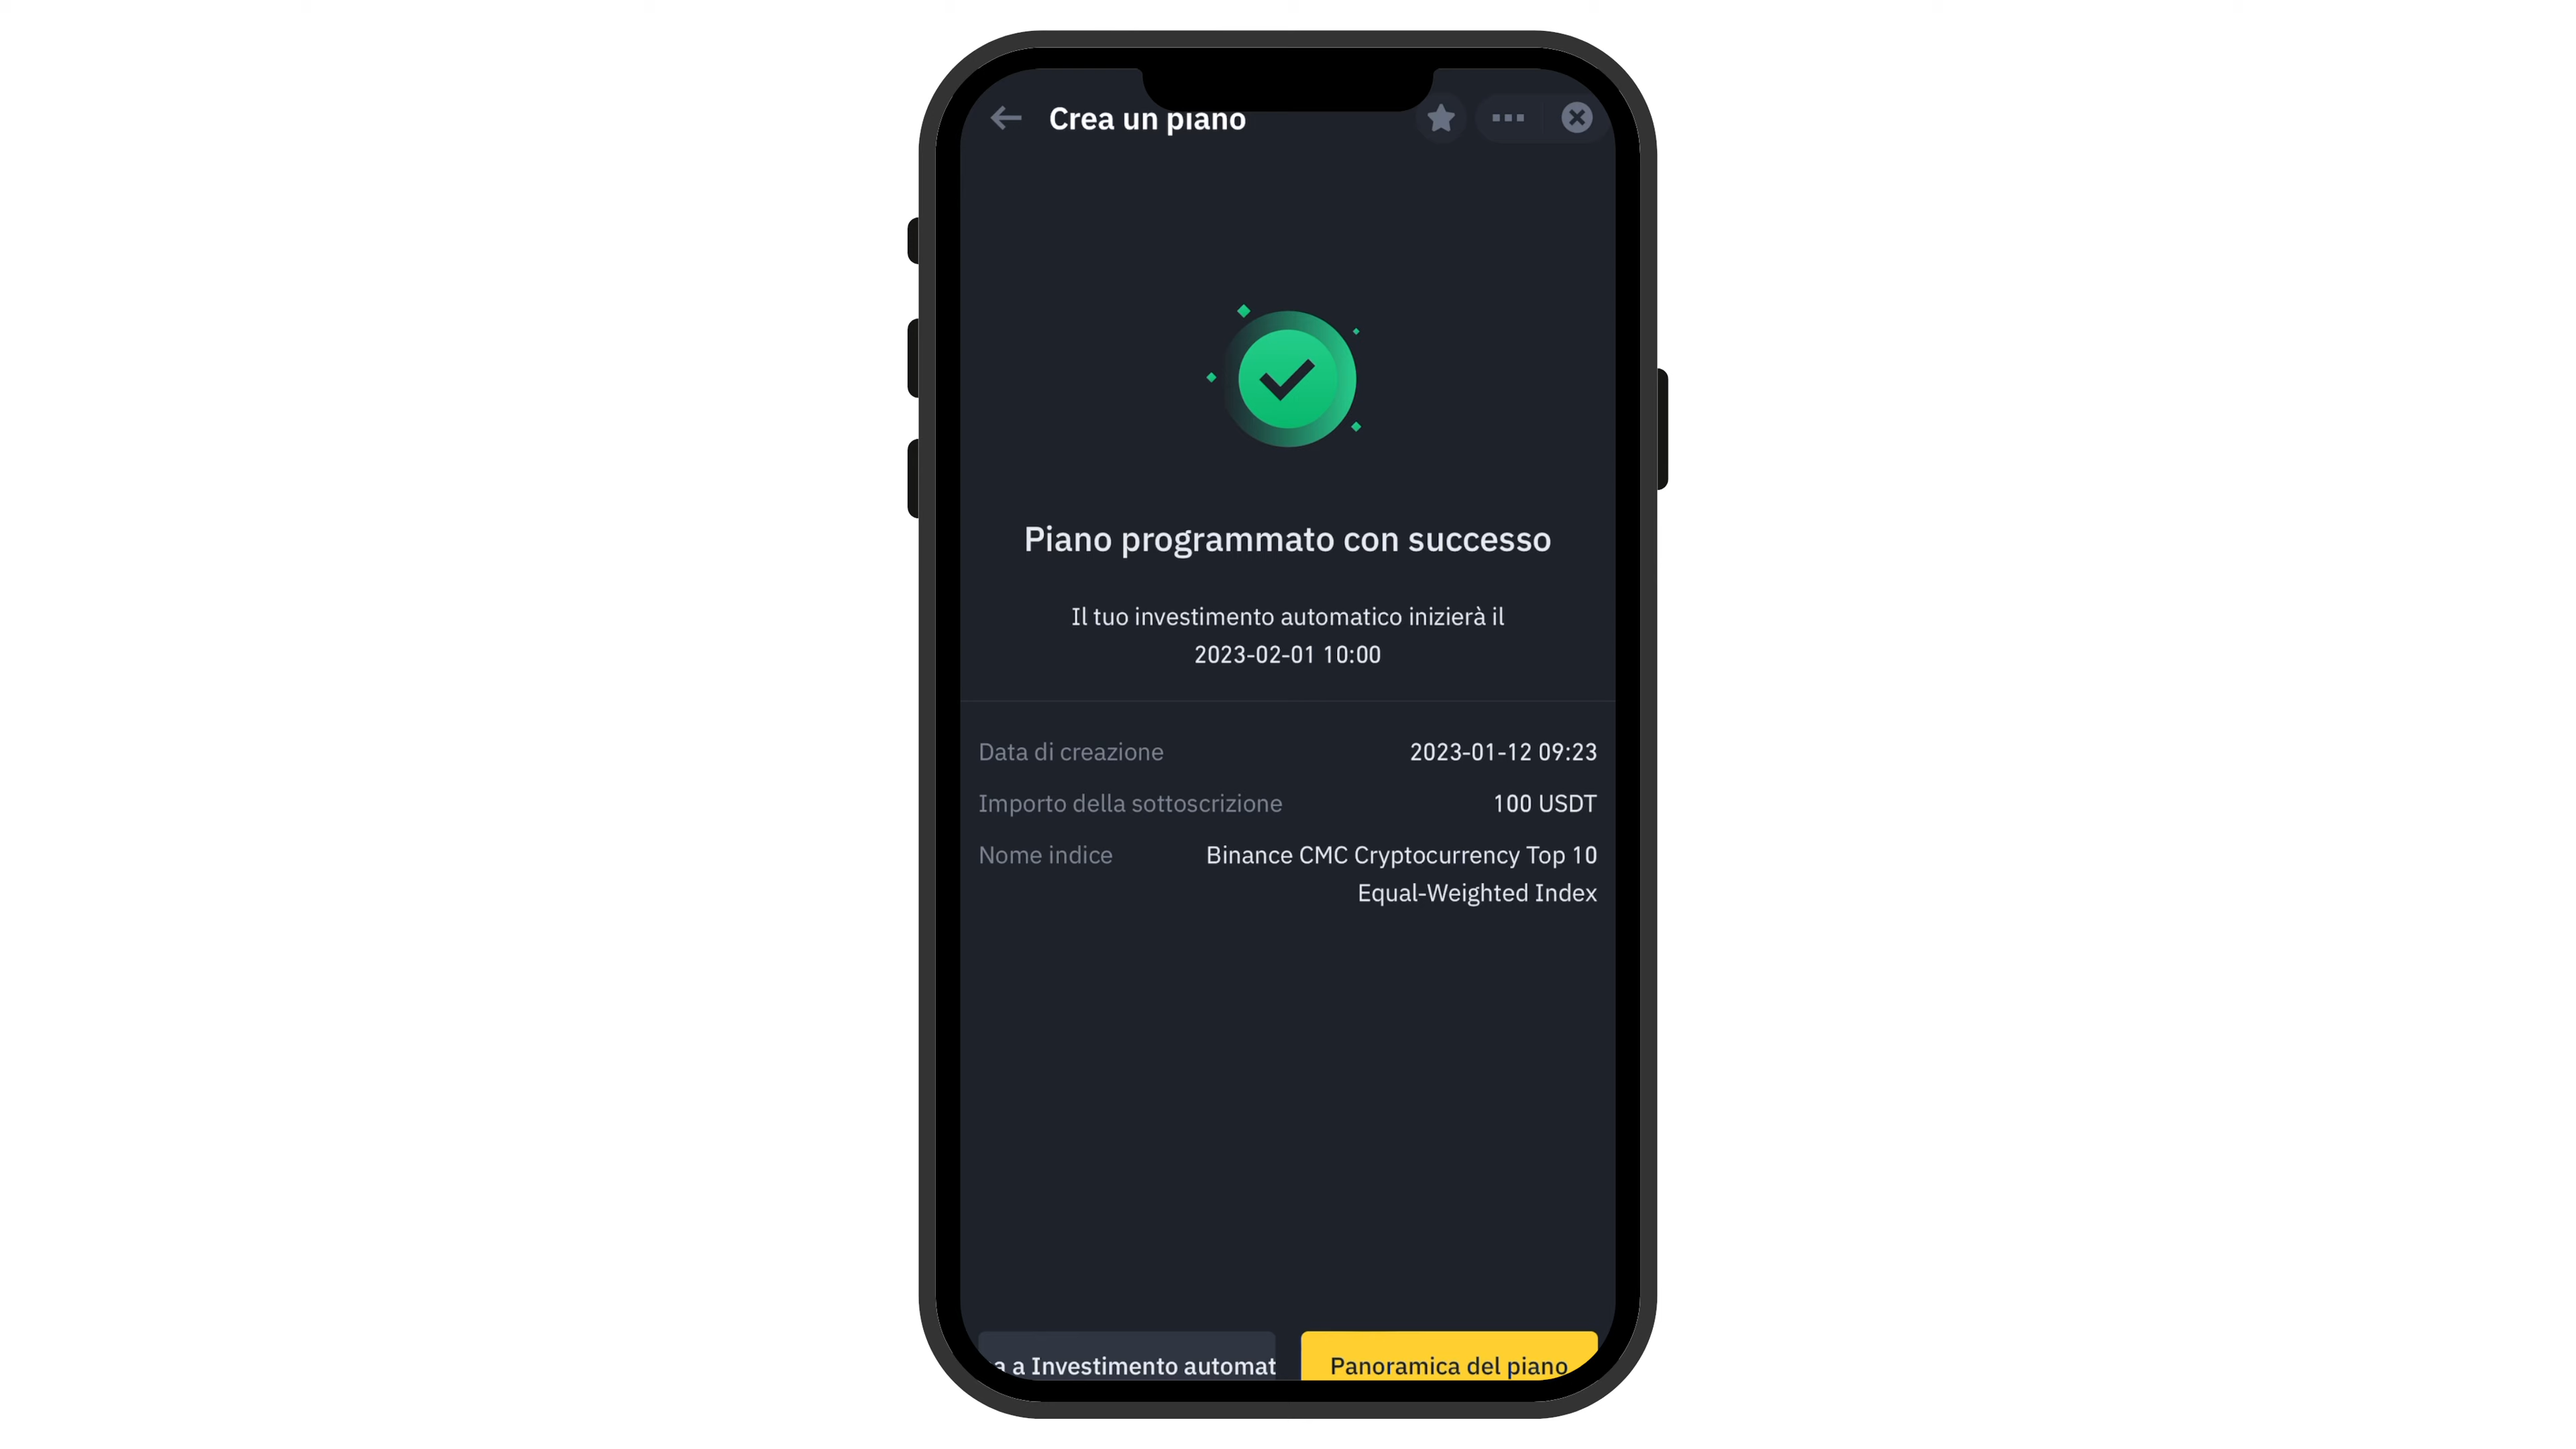 Crea un piano
Piano programmato con successo
Il tuo investimento automatico inizierà il
2023-02-01 10:00
Data di creazione 2023-01-12 09:23
Importo della sottoscrizione 100 USDT
Nome indice Binance CMC Cryptocurrency Top 10
Equal-Weighted Index
a a Investimento automat Panoramica del piano